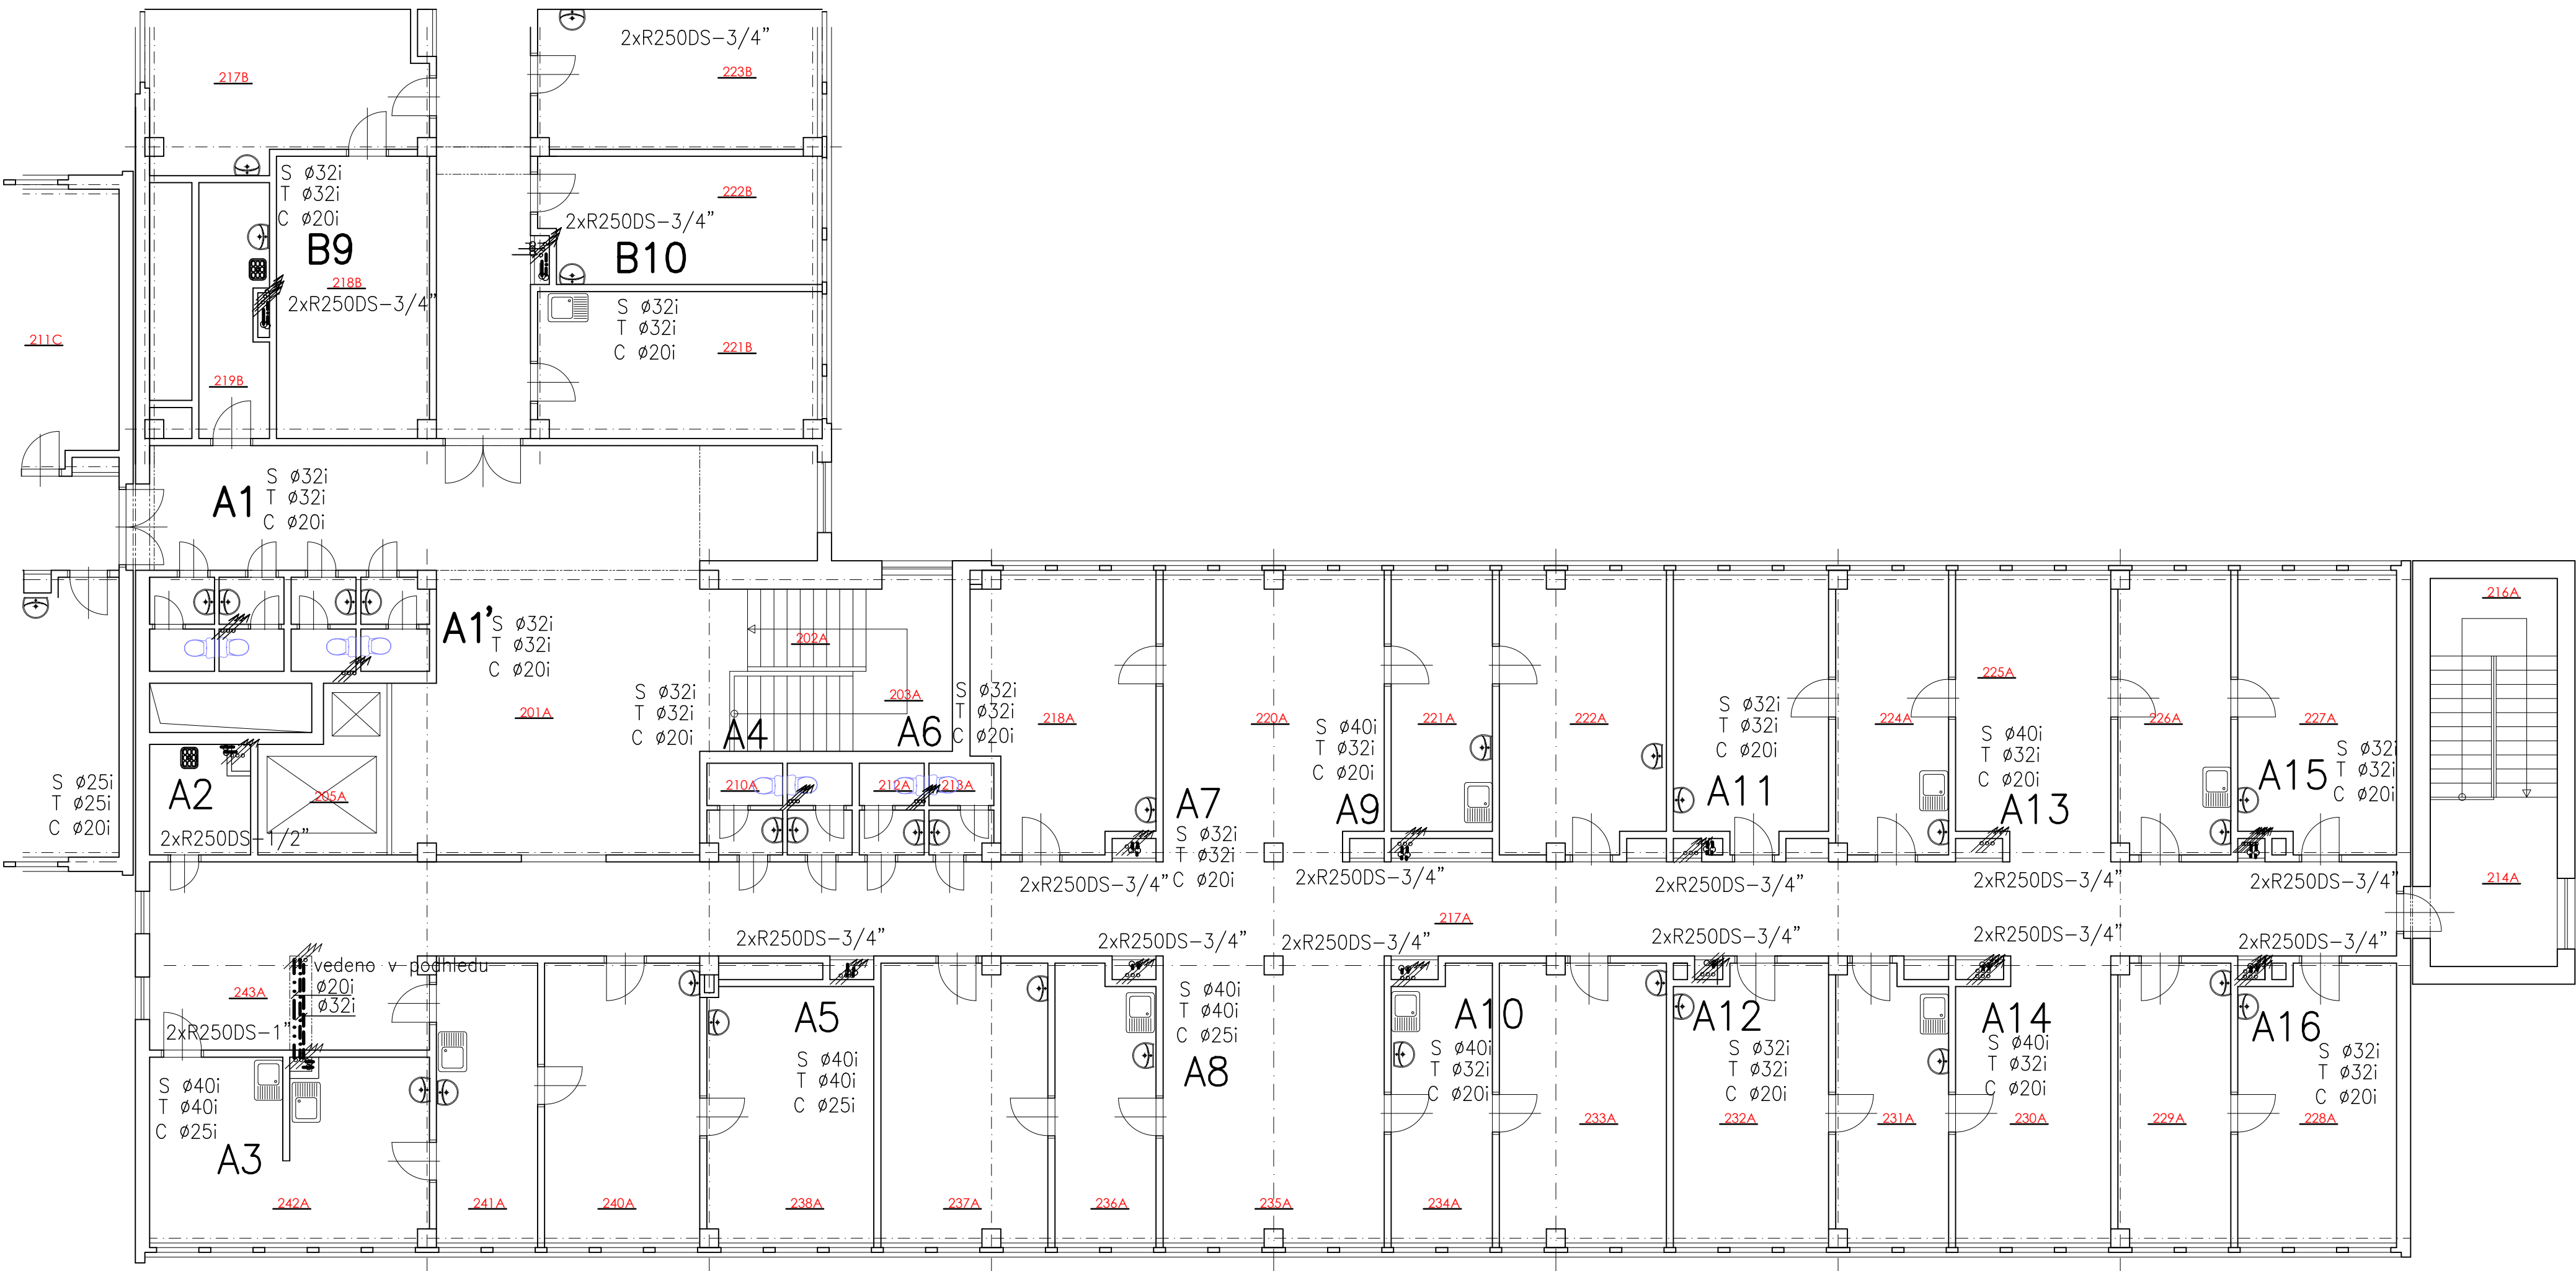 2xR250DS-3/4"
217B
223B
S ø32i
T ø32i
C ø20i
B9
218B
2xR250DS-3/4"
222B
2xR250DS-3/4"
B10
S ø32i
T ø32i
C ø20i
221B
211C
219B
A1
S ø32i
T ø32i
C ø20i
A1'
S ø32i
T ø32i
C ø20i
201A
202A
203A
S ø32i
T ø32i
C ø20i
A4
A6
S ø32i
T ø32i
C ø20i
218A
220A
S ø40i
T ø32i
C ø20i
A9
221A
222A
S ø32i
T ø32i
C ø20i
A11
224A
225A
S ø40i
T ø32i
C ø20i
A13
226A
227A
S ø32i
T ø32i
C ø20i
A15
216A
214A
S ø25i
T ø25i
C ø20i
A2
205A
2xR250DS-1/2"
210A
212A
213A
A7
S ø32i
T ø32i
C ø20i
2xR250DS-3/4"
2xR250DS-3/4"
2xR250DS-3/4"
2xR250DS-3/4"
2xR250DS-3/4"
217A
2xR250DS-3/4"
2xR250DS-3/4"
2xR250DS-3/4"
2xR250DS-3/4"
2xR250DS-3/4"
2xR250DS-3/4"
vedeno v podhledu
ø20i
ø32i
243A
2xR250DS-1"
S ø40i
T ø40i
C ø25i
A3
242A
241A
240A
A5
S ø40i
T ø40i
C ø25i
238A
237A
236A
S ø40i
T ø40i
C ø25i
A8
235A
A10
S ø40i
T ø32i
C ø20i
234A
233A
A12
S ø32i
T ø32i
C ø20i
232A
231A
A14
S ø40i
T ø32i
C ø20i
230A
229A
A16
S ø32i
T ø32i
C ø20i
228A